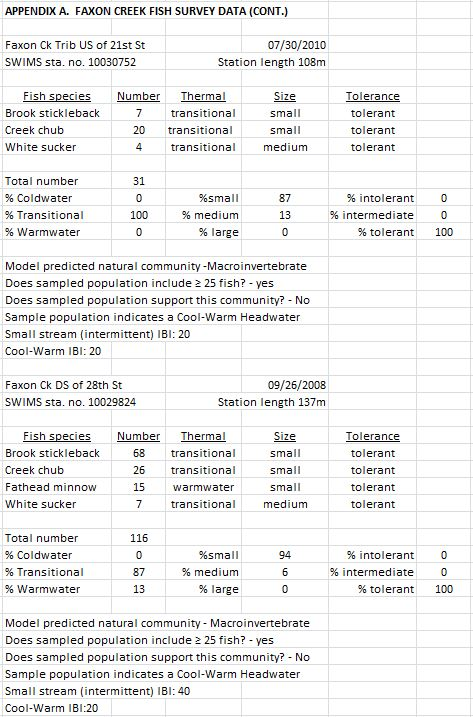 APPENDIX A. FAXON CREEK FISH SURVEY DATA (CONT.)
Faxon Ck Trib US of 21st St 07/30/2010
SWIMS sta. no. 10030752 Station length 108m
Fish species Number Thermal Size Tolerance
Brook stickleback 7 transitional small tolerant
Creek chub 20 transitional small tolerant
White sucker 4 transitional medium tolerant
Total number 31
% Coldwater 0 %small 87 % intolerant 0
% Transitional 100 % medium 13 % intermediate 0
% Warmwater 0 % large 0 % tolerant 100
Model predicted natural community -Macroinvertebrate
Does sampled population include ≥ 25 fish? - yes
Does sampled population support this community? - No
Sample population indicates a Cool-Warm Headwater
Small stream (intermittent) IBI: 20
Cool-Warm IBI: 20
Faxon Ck DS of 28th St 09/26/2008
SWIMS sta. no. 10029824 Station length 137m
Fish species Number Thermal Size Tolerance
Brook stickleback 68 transitional small tolerant
Creek chub 26 transitional small tolerant
Fathead minnow 15 warmwater small tolerant
White sucker 7 transitional medium tolerant
Total number 116
% Coldwater 0 %small 94 % intolerant 0
% Transitional 87 % medium 6 % intermediate 0
% Warmwater 13 % large 0 % tolerant 100
Model predicted natural community - Macroinvertebrate
Does sampled population include ≥ 25 fish? - yes
Does sampled population support this community? - No
Sample population indicates a Cool-Warm Headwater
Small stream (intermittent) IBI: 40
Cool-Warm IBI:20